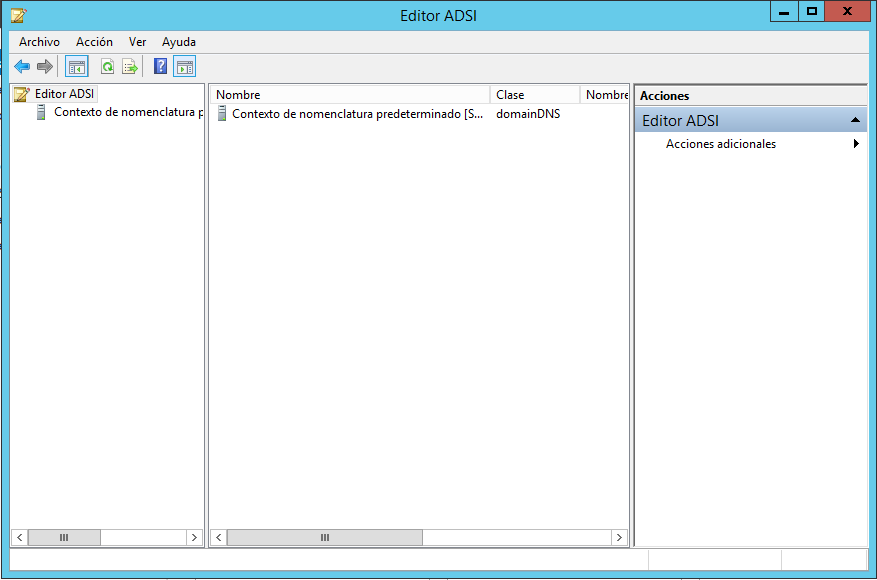 Editor ADSI
Archivo Acción Ver Ayuda
Editor ADSI
Contexto de nomenclatura p
Nombre Clase Nombre
Contexto de nomenclatura predeterminado [S... domainDNS
Acciones
Editor ADSI
Acciones adicionales